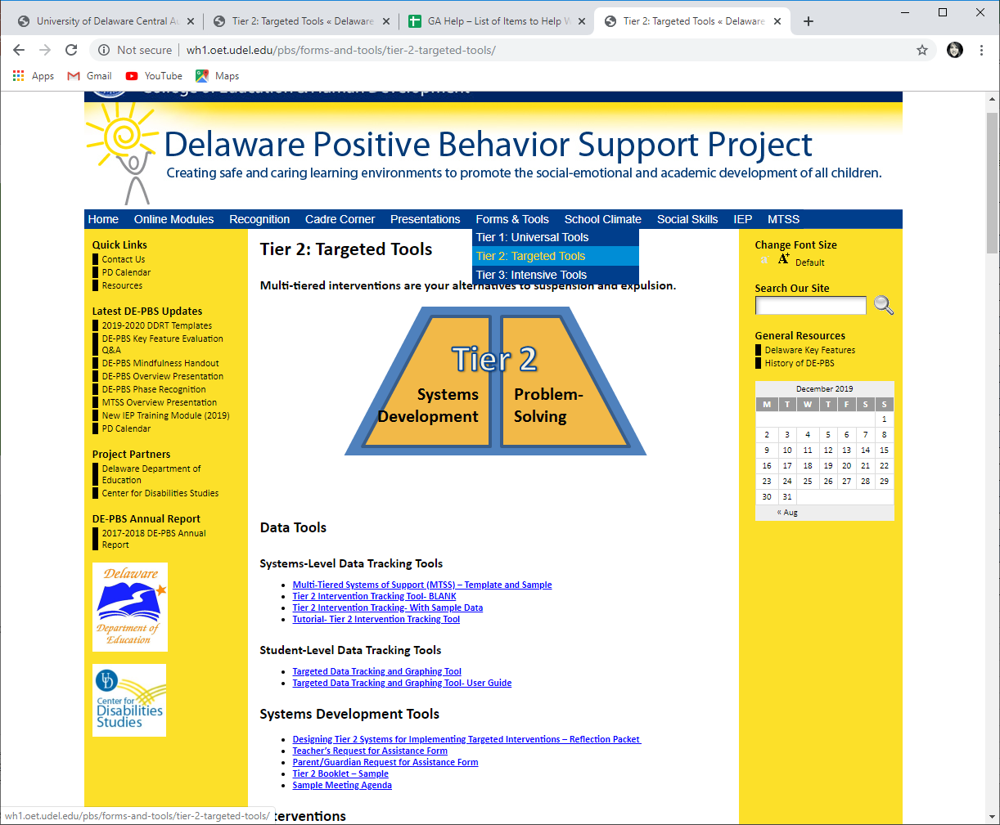 University of Delaware Central Au
Tier 2: Targeted Tools « Delaware
GA Help – List of Items to Help W
Tier 2: Targeted Tools « Delaware
Not secure
wh1.oet.udel.edu/pbs/forms-and-tools/tier-2-targeted-tools/
Apps
Gmail
YouTube
Maps
College of Education & Human Development
Delaware Positive Behavior Support Project
Creating safe and caring learning environments to promote the social-emotional and academic development of all children.
Home Online Modules Recognition Cadre Corner Presentations Forms & Tools School Climate Social Skills IEP MTSS
Tier 1: Universal Tools
Tier 2: Targeted Tools
Tier 3: Intensive Tools
Quick Links
Contact Us
PD Calendar
Resources
Latest DE-PBS Updates
2019-2020 DDRT Templates
DE-PBS Key Feature Evaluation
Q&A
DE-PBS Mindfulness Handout
DE-PBS Overview Presentation
DE-PBS Phase Recognition
MTSS Overview Presentation
New IEP Training Module (2019)
PD Calendar
Project Partners
Delaware Department of
Education
Center for Disabilities Studies
DE-PBS Annual Report
2017-2018 DE-PBS Annual
Report
Delaware
Department of
Education
UD
Center for
Disabilities
Studies
Tier 2: Targeted Tools
Multi-tiered interventions are your alternatives to suspension and expulsion.
Tier 2
Systems
Development
Problem-
Solving
Data Tools
Systems-Level Data Tracking Tools
Multi-Tiered Systems of Support (MTSS) – Template and Sample
Tier 2 Intervention Tracking Tool- BLANK
Tier 2 Intervention Tracking- With Sample Data
Tutorial- Tier 2 Intervention Tracking Tool
Student-Level Data Tracking Tools
Targeted Data Tracking and Graphing Tool
Targeted Data Tracking and Graphing Tool- User Guide
Systems Development Tools
Designing Tier 2 Systems for Implementing Targeted Interventions – Reflection Packet
Teacher's Request for Assistance Form
Parent/Guardian Request for Assistance Form
Tier 2 Booklet – Sample
Sample Meeting Agenda
terventions
Change Font Size
A+ Default
Search Our Site
General Resources
Delaware Key Features
History of DE-PBS
December 2019
M T W T F S S
1
2 3 4 5 6 7 8
9 10 11 12 13 14 15
16 17 18 19 20 21 22
23 24 25 26 27 28 29
30 31
« Aug
wh1.oet.udel.edu/pbs/forms-and-tools/tier-2-targeted-tools/